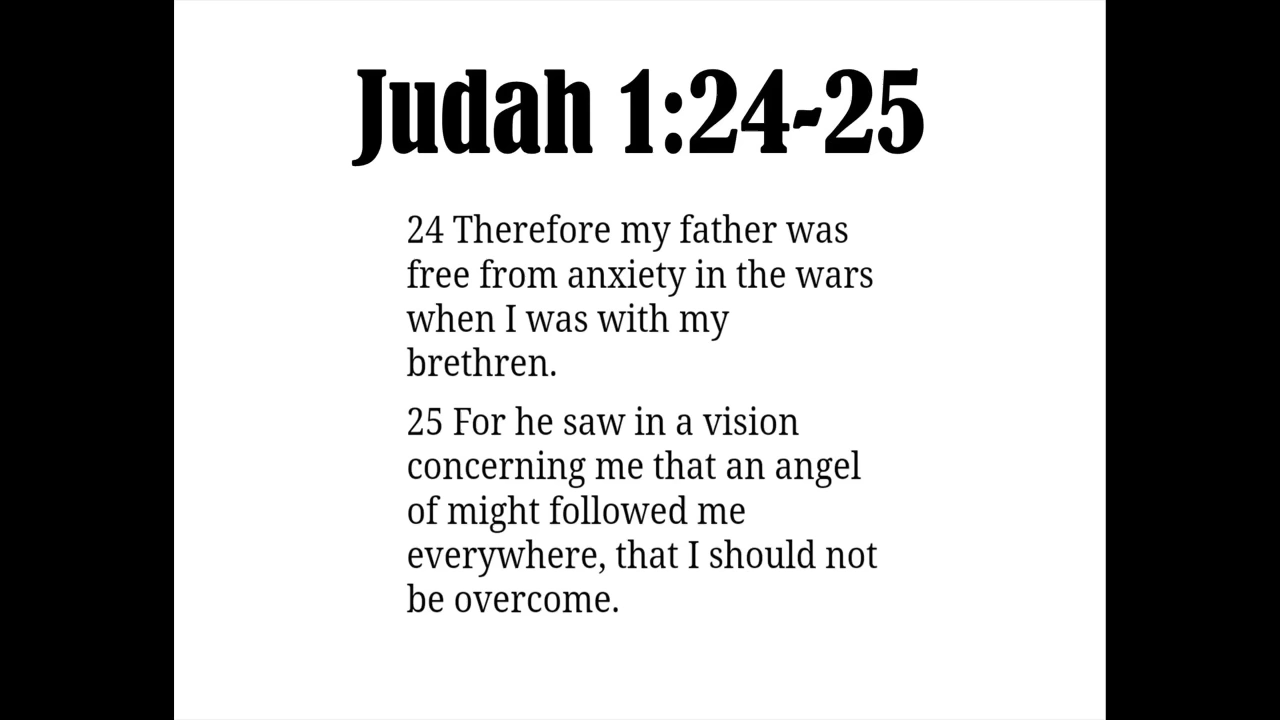 Judah 1:24-25
24 Therefore my father was
free from anxiety in the wars
when I was with my
brethren.
25 For he saw in a vision
concerning me that an angel
of might followed me
everywhere, that I should not
be overcome.